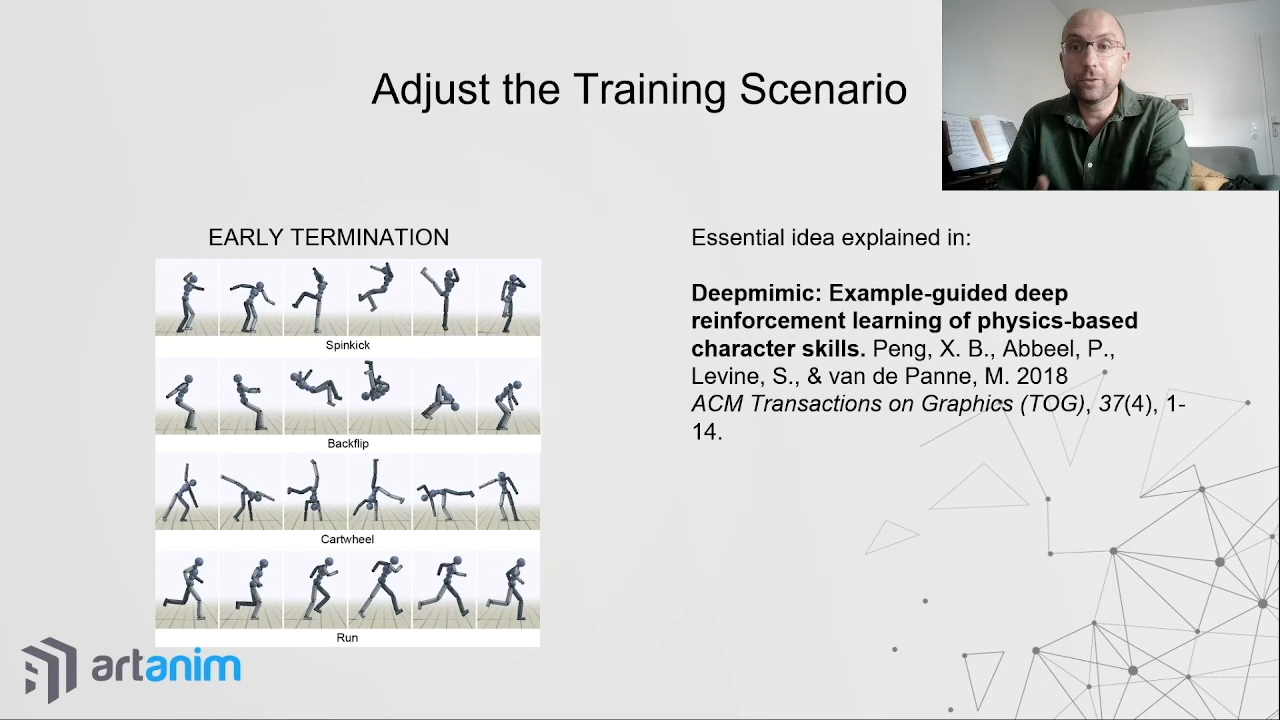 Adjust the Training Scenario
EARLY TERMINATION
Spinkick
Backflip
Cartwheel
Run
Essential idea explained in:
Deepmimic: Example-guided deep
reinforcement learning of physics-based
character skills. Peng, X. B., Abbeel, P.,
Levine, S., & van de Panne, M. 2018
ACM Transactions on Graphics (TOG), 37(4), 1-
14.
artanim